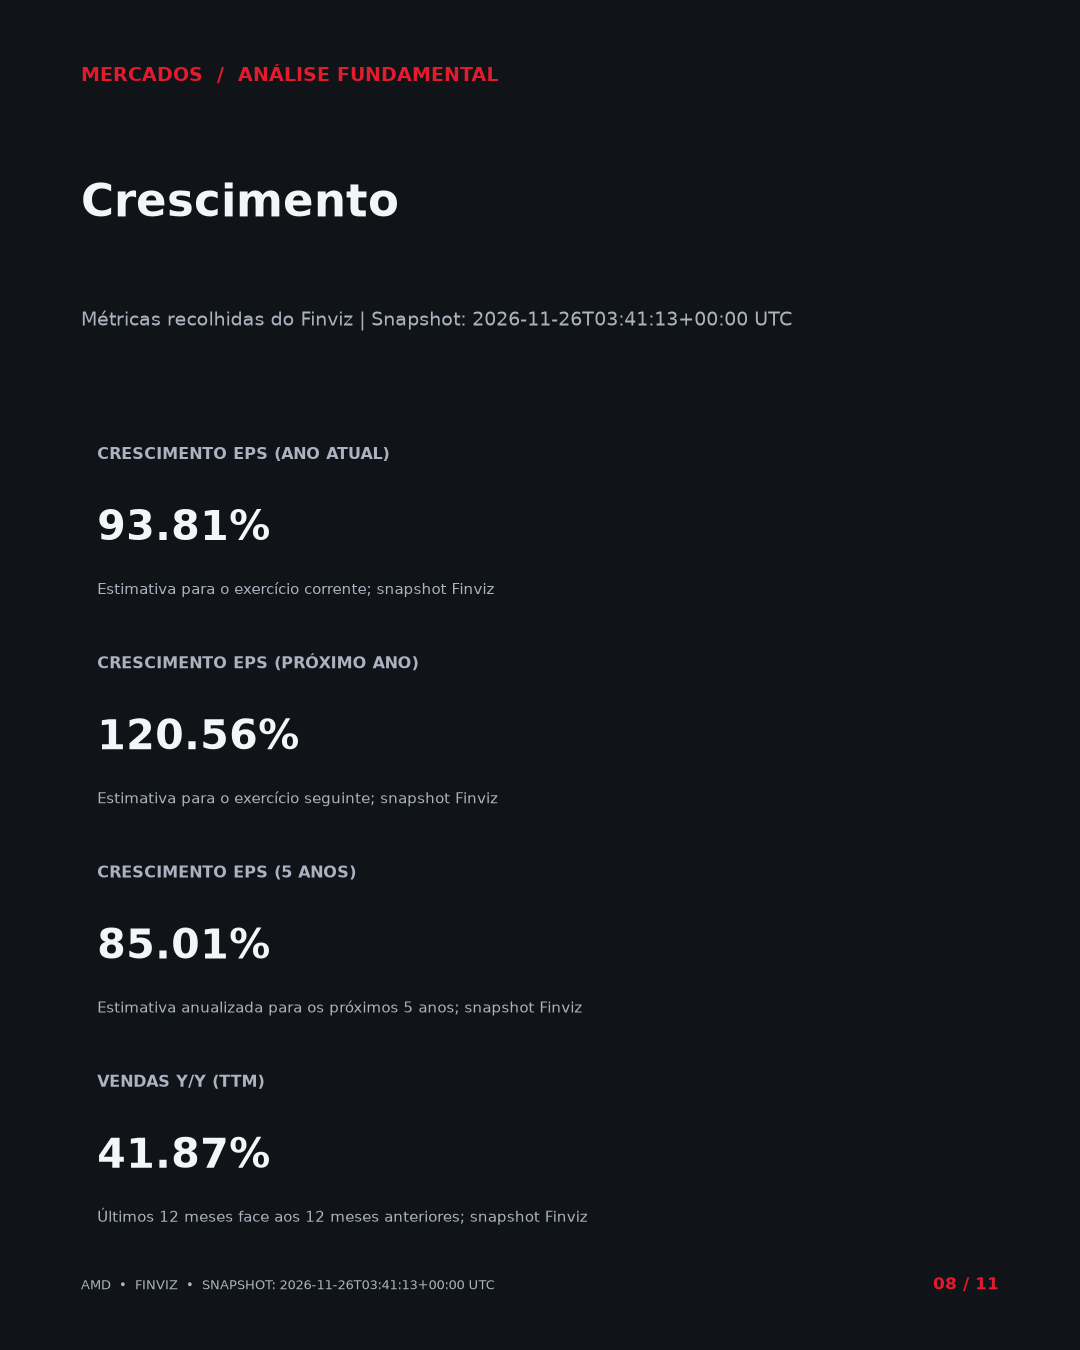 MERCADOS / ANÁLISE FUNDAMENTAL
Crescimento
Métricas recolhidas do Finviz | Snapshot: 2026-11-26T03:41:13+00:00 UTC
CRESCIMENTO EPS (ANO ATUAL)
93.81%
Estimativa para o exercício corrente; snapshot Finviz
CRESCIMENTO EPS (PRÓXIMO ANO)
120.56%
Estimativa para o exercício seguinte; snapshot Finviz
CRESCIMENTO EPS (5 ANOS)
85.01%
Estimativa anualizada para os próximos 5 anos; snapshot Finviz
VENDAS Y/Y (TTM)
41.87%
Últimos 12 meses face aos 12 meses anteriores; snapshot Finviz
AMD • FINVIZ • SNAPSHOT: 2026-11-26T03:41:13+00:00 UTC
08 / 11